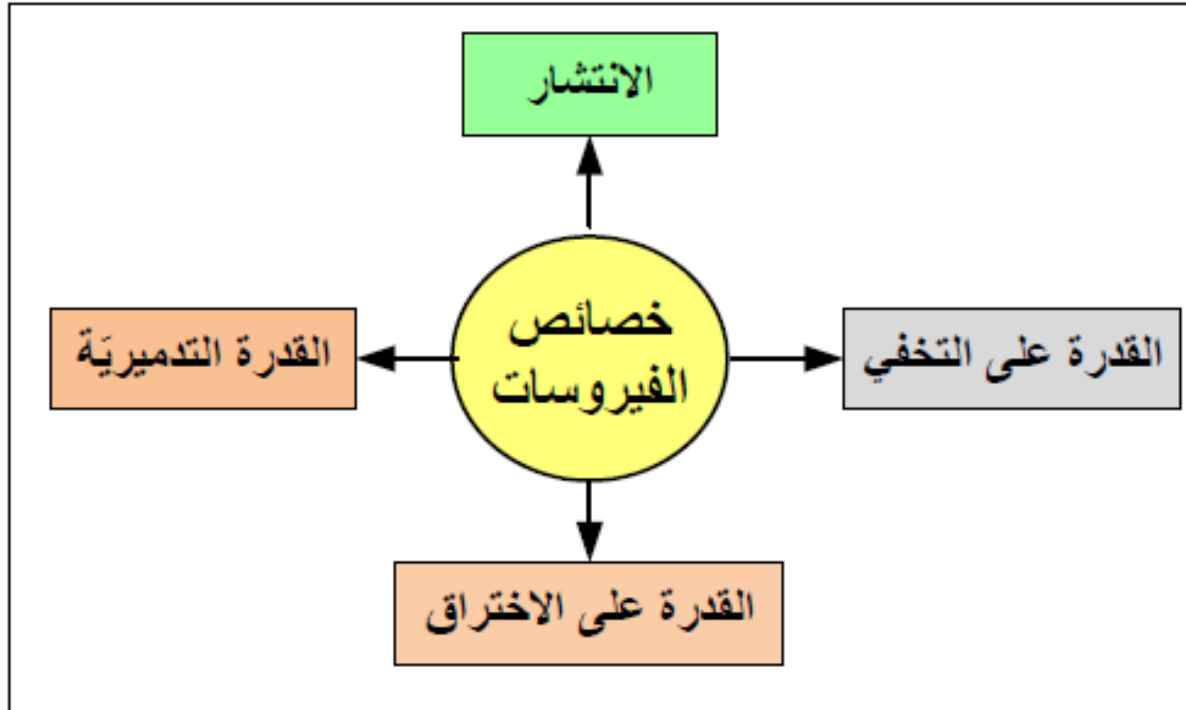 الانتشار
خصائص
الفيروسات
القدرة على التخفي
القدرة التدميريَة
القدرة على الاختراق